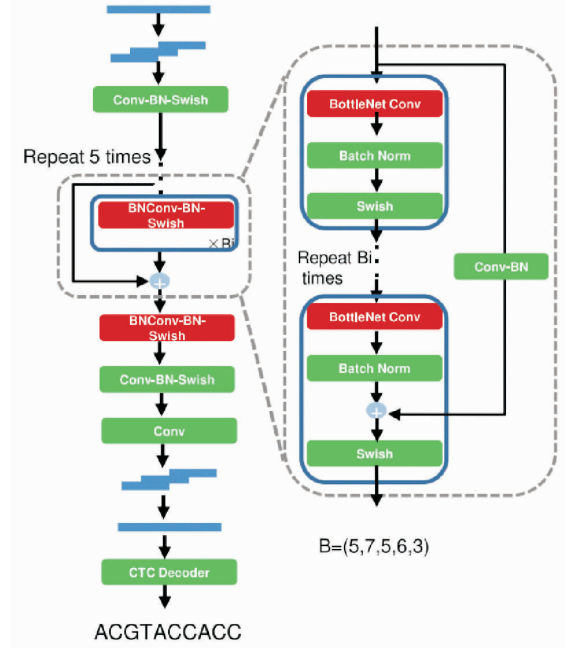 Conv-BN-Swish
Repeat 5 times
BNConv-BN-
Swish
×Bi
+
BNConv-BN-
Swish
Conv-BN-Swish
Conv
CTC Decoder
ACGTACCACC
BottleNet Conv
Batch Norm
Swish
Repeat Bi
times
Conv-BN
BottleNet Conv
Batch Norm
+
Swish
B=(5,7,5,6,3)